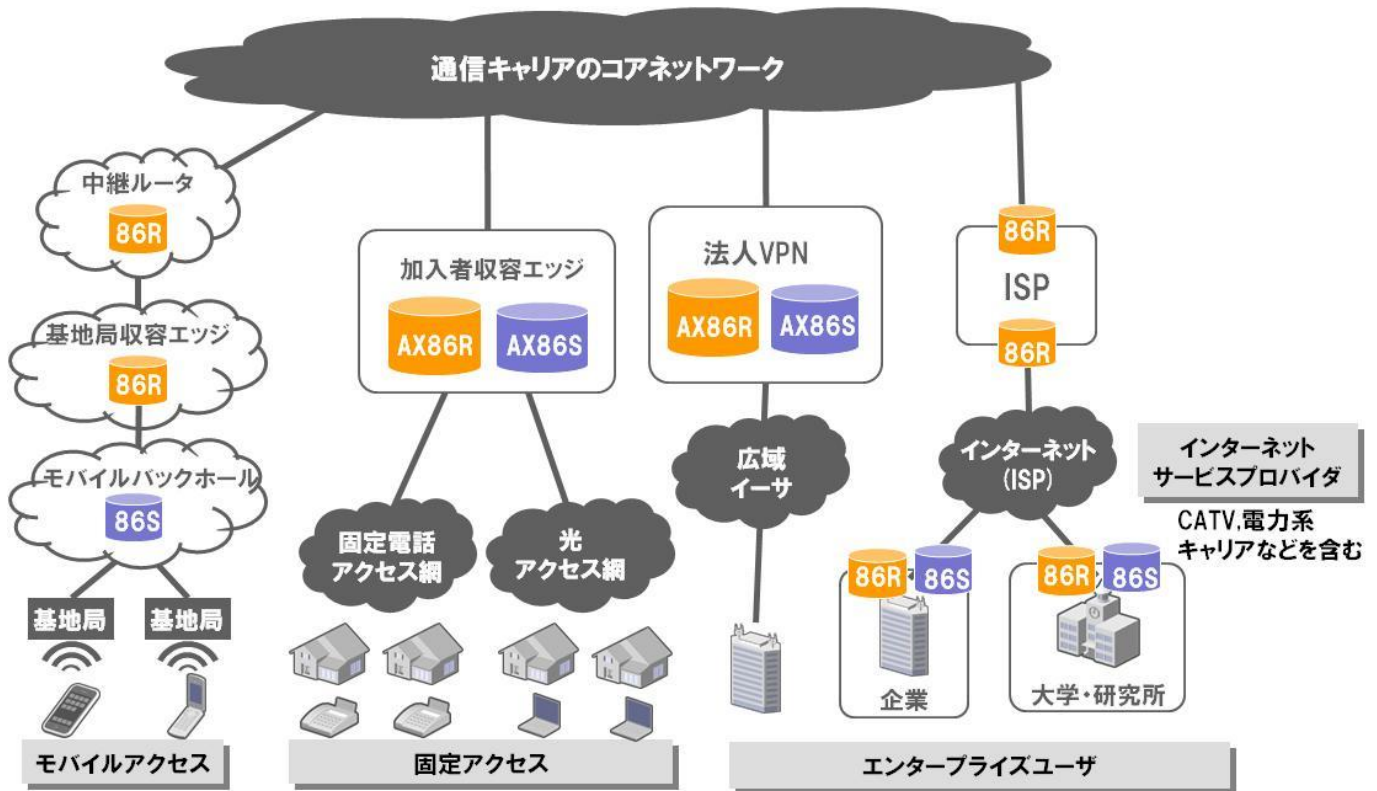 通信キャリアのコアネットワーク
中継ルータ
86R
基地局収容エッジ
86R
モバイルバックホール
86S
基地局
基地局
モバイルアクセス
加入者収容エッジ
AX86R
AX86S
固定電話
アクセス網
光
アクセス網
固定アクセス
法人VPN
AX86R
AX86S
広域
イーサ
86R
ISP
86R
インターネット
(ISP)
インターネット
サービスプロバイダ
CATV,電力系
キャリアなどを含む
86R
86S
企業
86R
86S
大学・研究所
エンタープライズユーザ